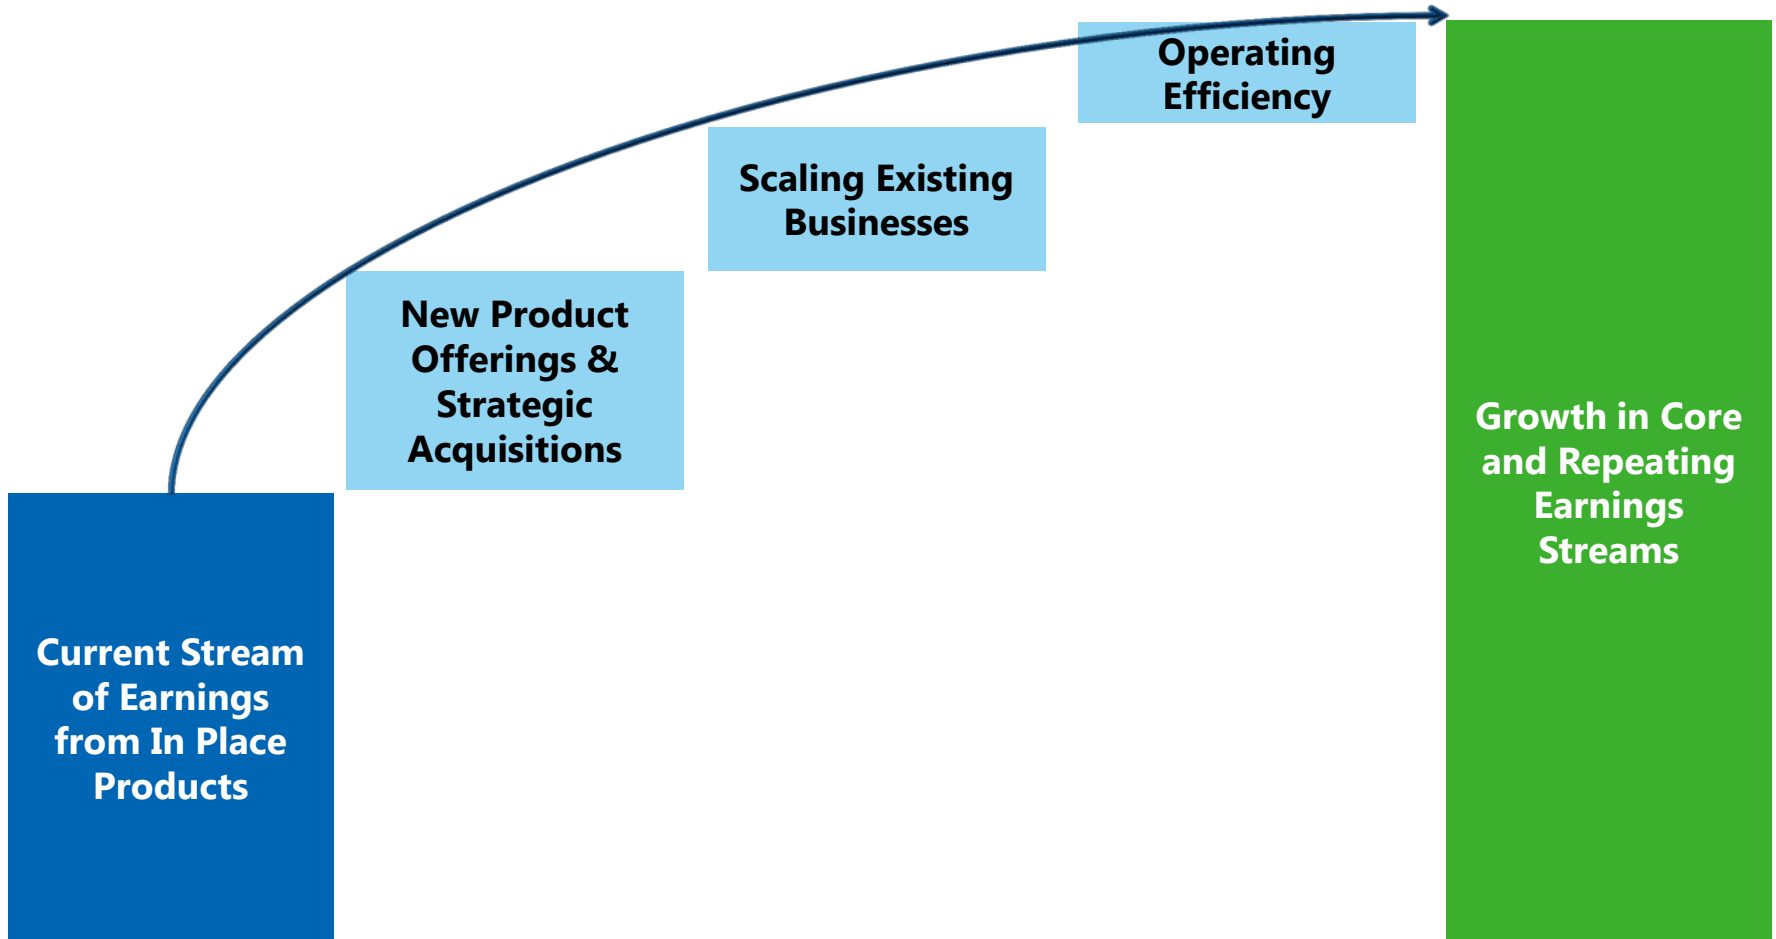 Operating
Efficiency
Scaling Existing
Businesses
New Product
Offerings &
Strategic
Acquisitions
Growth in Core
and Repeating
Earnings
Streams
Current Stream
of Earnings
from In Place
Products